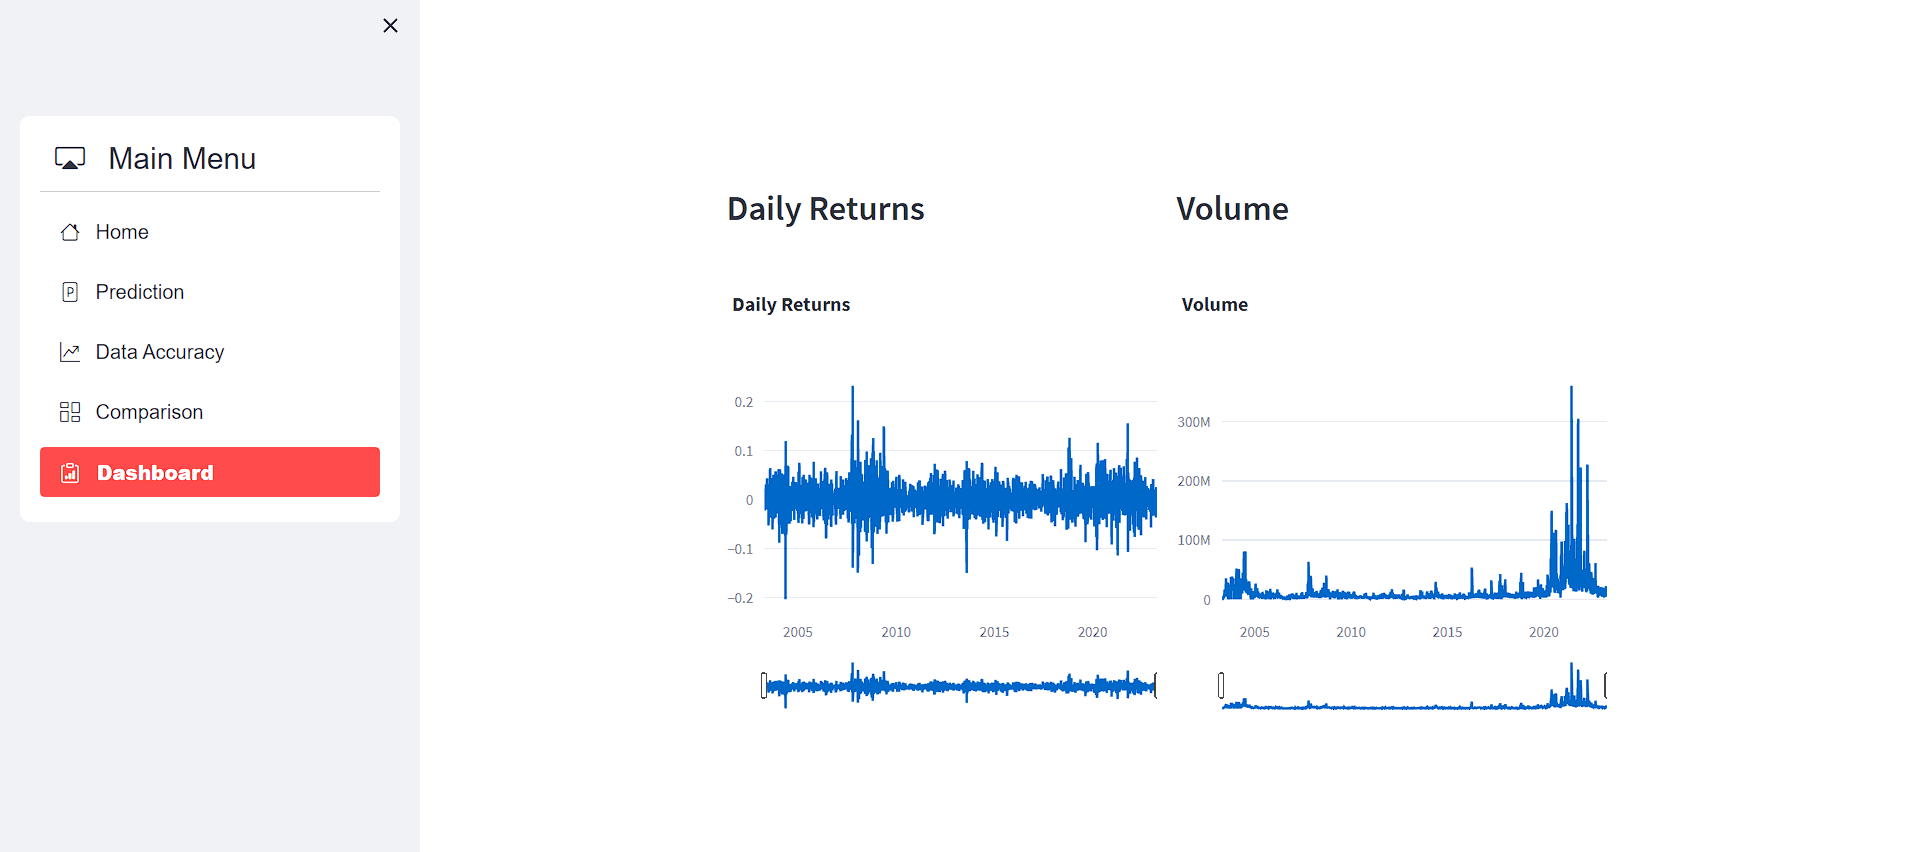 Main Menu
Home
P
Prediction
Data Accuracy
Comparison
Dashboard
Daily Returns
Volume
Daily Returns
0.2
0.1
0
−0.1
−0.2
2005 2010 2015 2020
Volume
300M
200M
100M
0
2005 2010 2015 2020